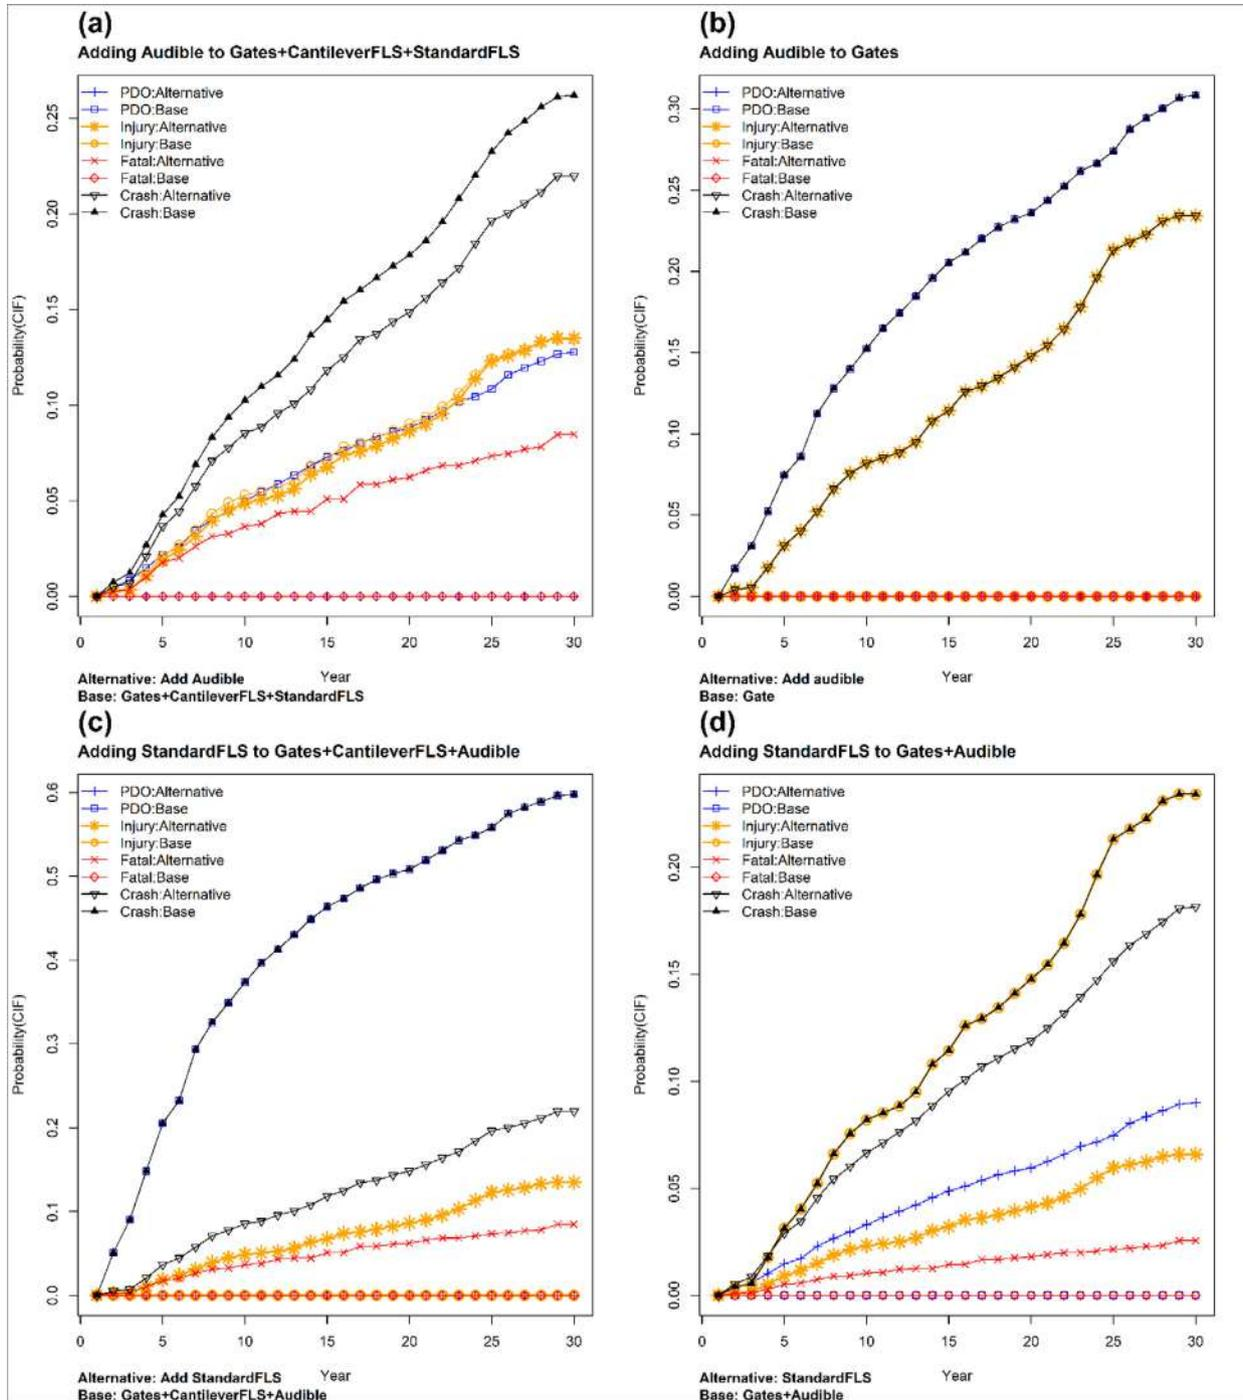 (a)
Adding Audible to Gates+CantileverFLS+StandardFLS
PDO:Alternative
PDO:Base
Injury:Alternative
Injury:Base
Fatal:Alternative
Fatal:Base
Crash:Alternative
Crash:Base
Probability(CIF)
0.25
0.20
0.15
0.10
0.05
0.00
0 5 10 15 20 25 30
Year
Alternative: Add Audible
Base: Gates+CantileverFLS+StandardFLS
(b)
Adding Audible to Gates
PDO:Alternative
PDO:Base
Injury:Alternative
Injury:Base
Fatal:Alternative
Fatal:Base
Crash:Alternative
Crash:Base
Probability(CIF)
0.30
0.25
0.20
0.15
0.10
0.05
0.00
0 5 10 15 20 25 30
Year
Alternative: Add audible
Base: Gate
(c)
Adding StandardFLS to Gates+CantileverFLS+Audible
PDO:Alternative
PDO:Base
Injury:Alternative
Injury:Base
Fatal:Alternative
Fatal:Base
Crash:Alternative
Crash:Base
Probability(CIF)
0.6
0.5
0.4
0.3
0.2
0.1
0.0
0 5 10 15 20 25 30
Year
Alternative: Add StandardFLS
Base: Gates+CantileverFLS+Audible
(d)
Adding StandardFLS to Gates+Audible
PDO:Alternative
PDO:Base
Injury:Alternative
Injury:Base
Fatal:Alternative
Fatal:Base
Crash:Alternative
Crash:Base
Probability(CIF)
0.20
0.15
0.10
0.05
0.00
0 5 10 15 20 25 30
Year
Alternative: StandardFLS
Base: Gates+Audible